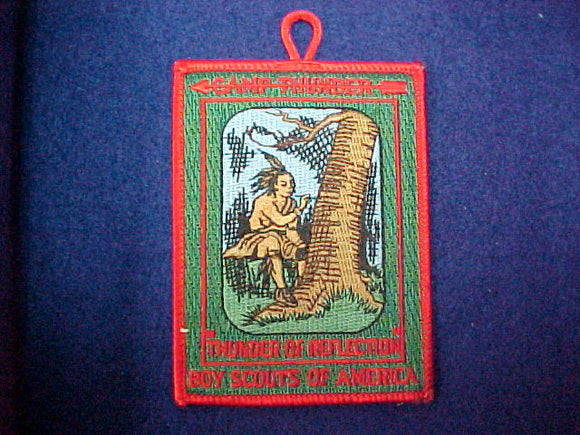 CAMP THUNDER
THUNDER OF REFLECTION
BOY SCOUTS OF AMERICA